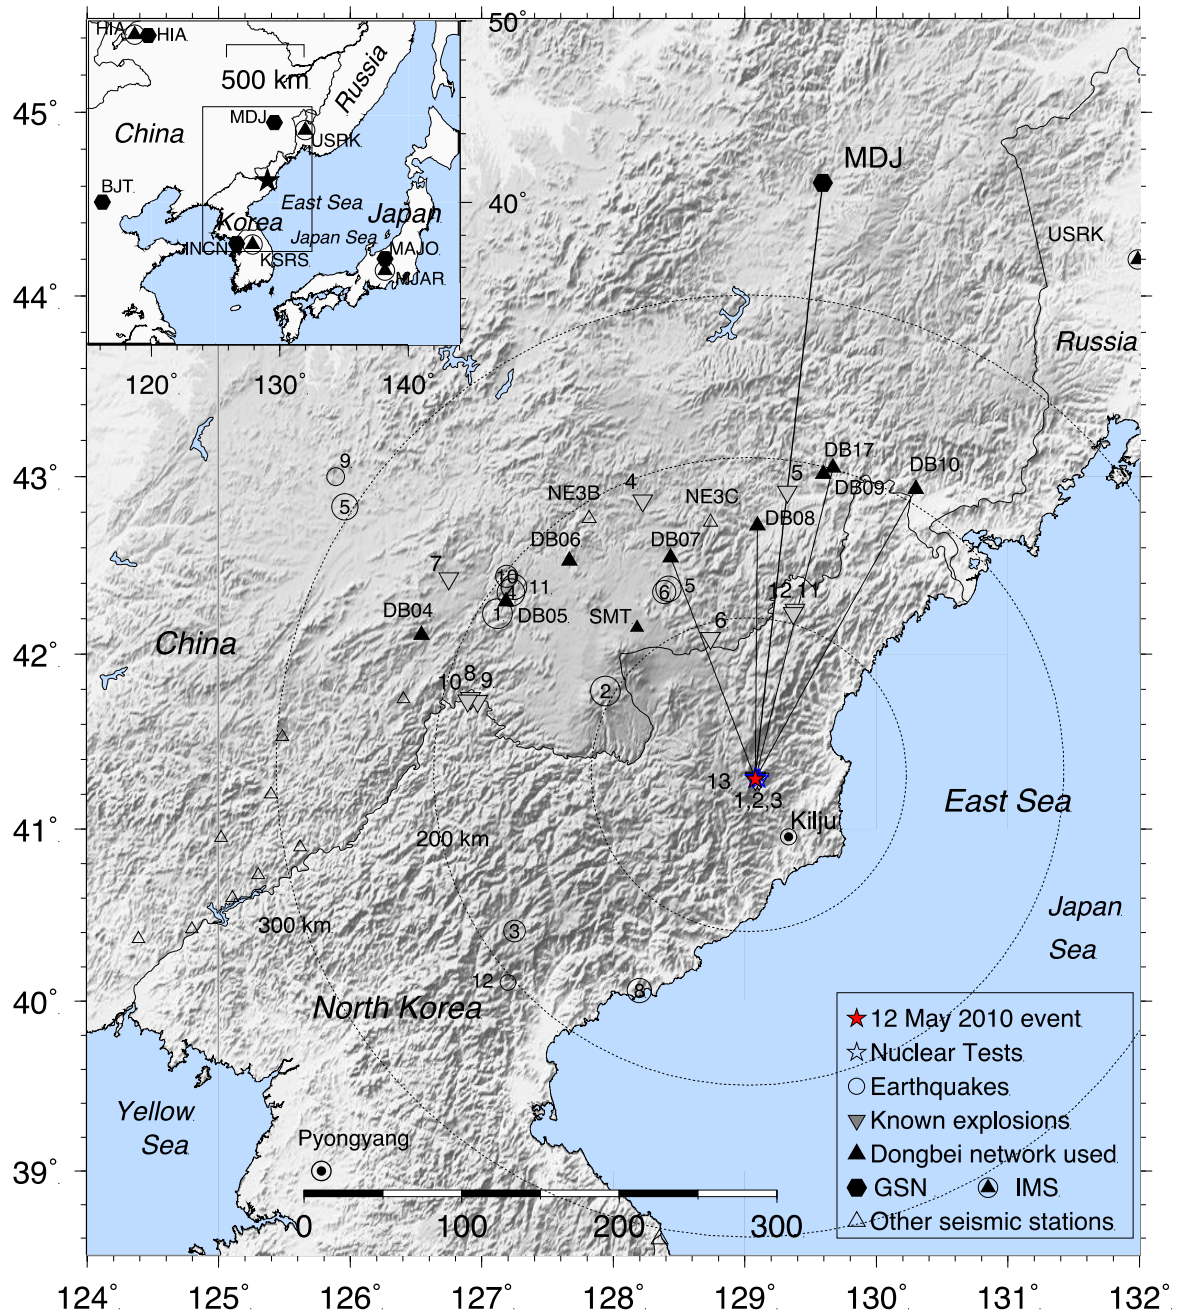 50°
HIA
HIA
500 km
Russia
45°
MDJ
China
USRK
MDJ
BJT
East Sea
40°
Korea
Japan
Japan Sea
INCN
KSRS
MAJO
MJAR
USRK
44°
Russia
120°
130°
140°
9
DB17
43°
4
5
DB10
5
NE3B
NE3C
DB09
DB08
DB06
DB07
7
10
11
6
5
12
11
4
DB04
1
DB05
SMT
6
China
42°
8
10
9
2
13
1,2,3
East Sea
Kilju
41°
200 km
Japan
Sea
300 km
3
12
8
40°
North Korea
12 May 2010 event
Nuclear Tests
Earthquakes
Yellow
Sea
Known explosions
Pyongyang
Dongbei network used
39°
GSN
IMS
0
100
200
300
Other seismic stations
124°
125°
126°
127°
128°
129°
130°
131°
132°